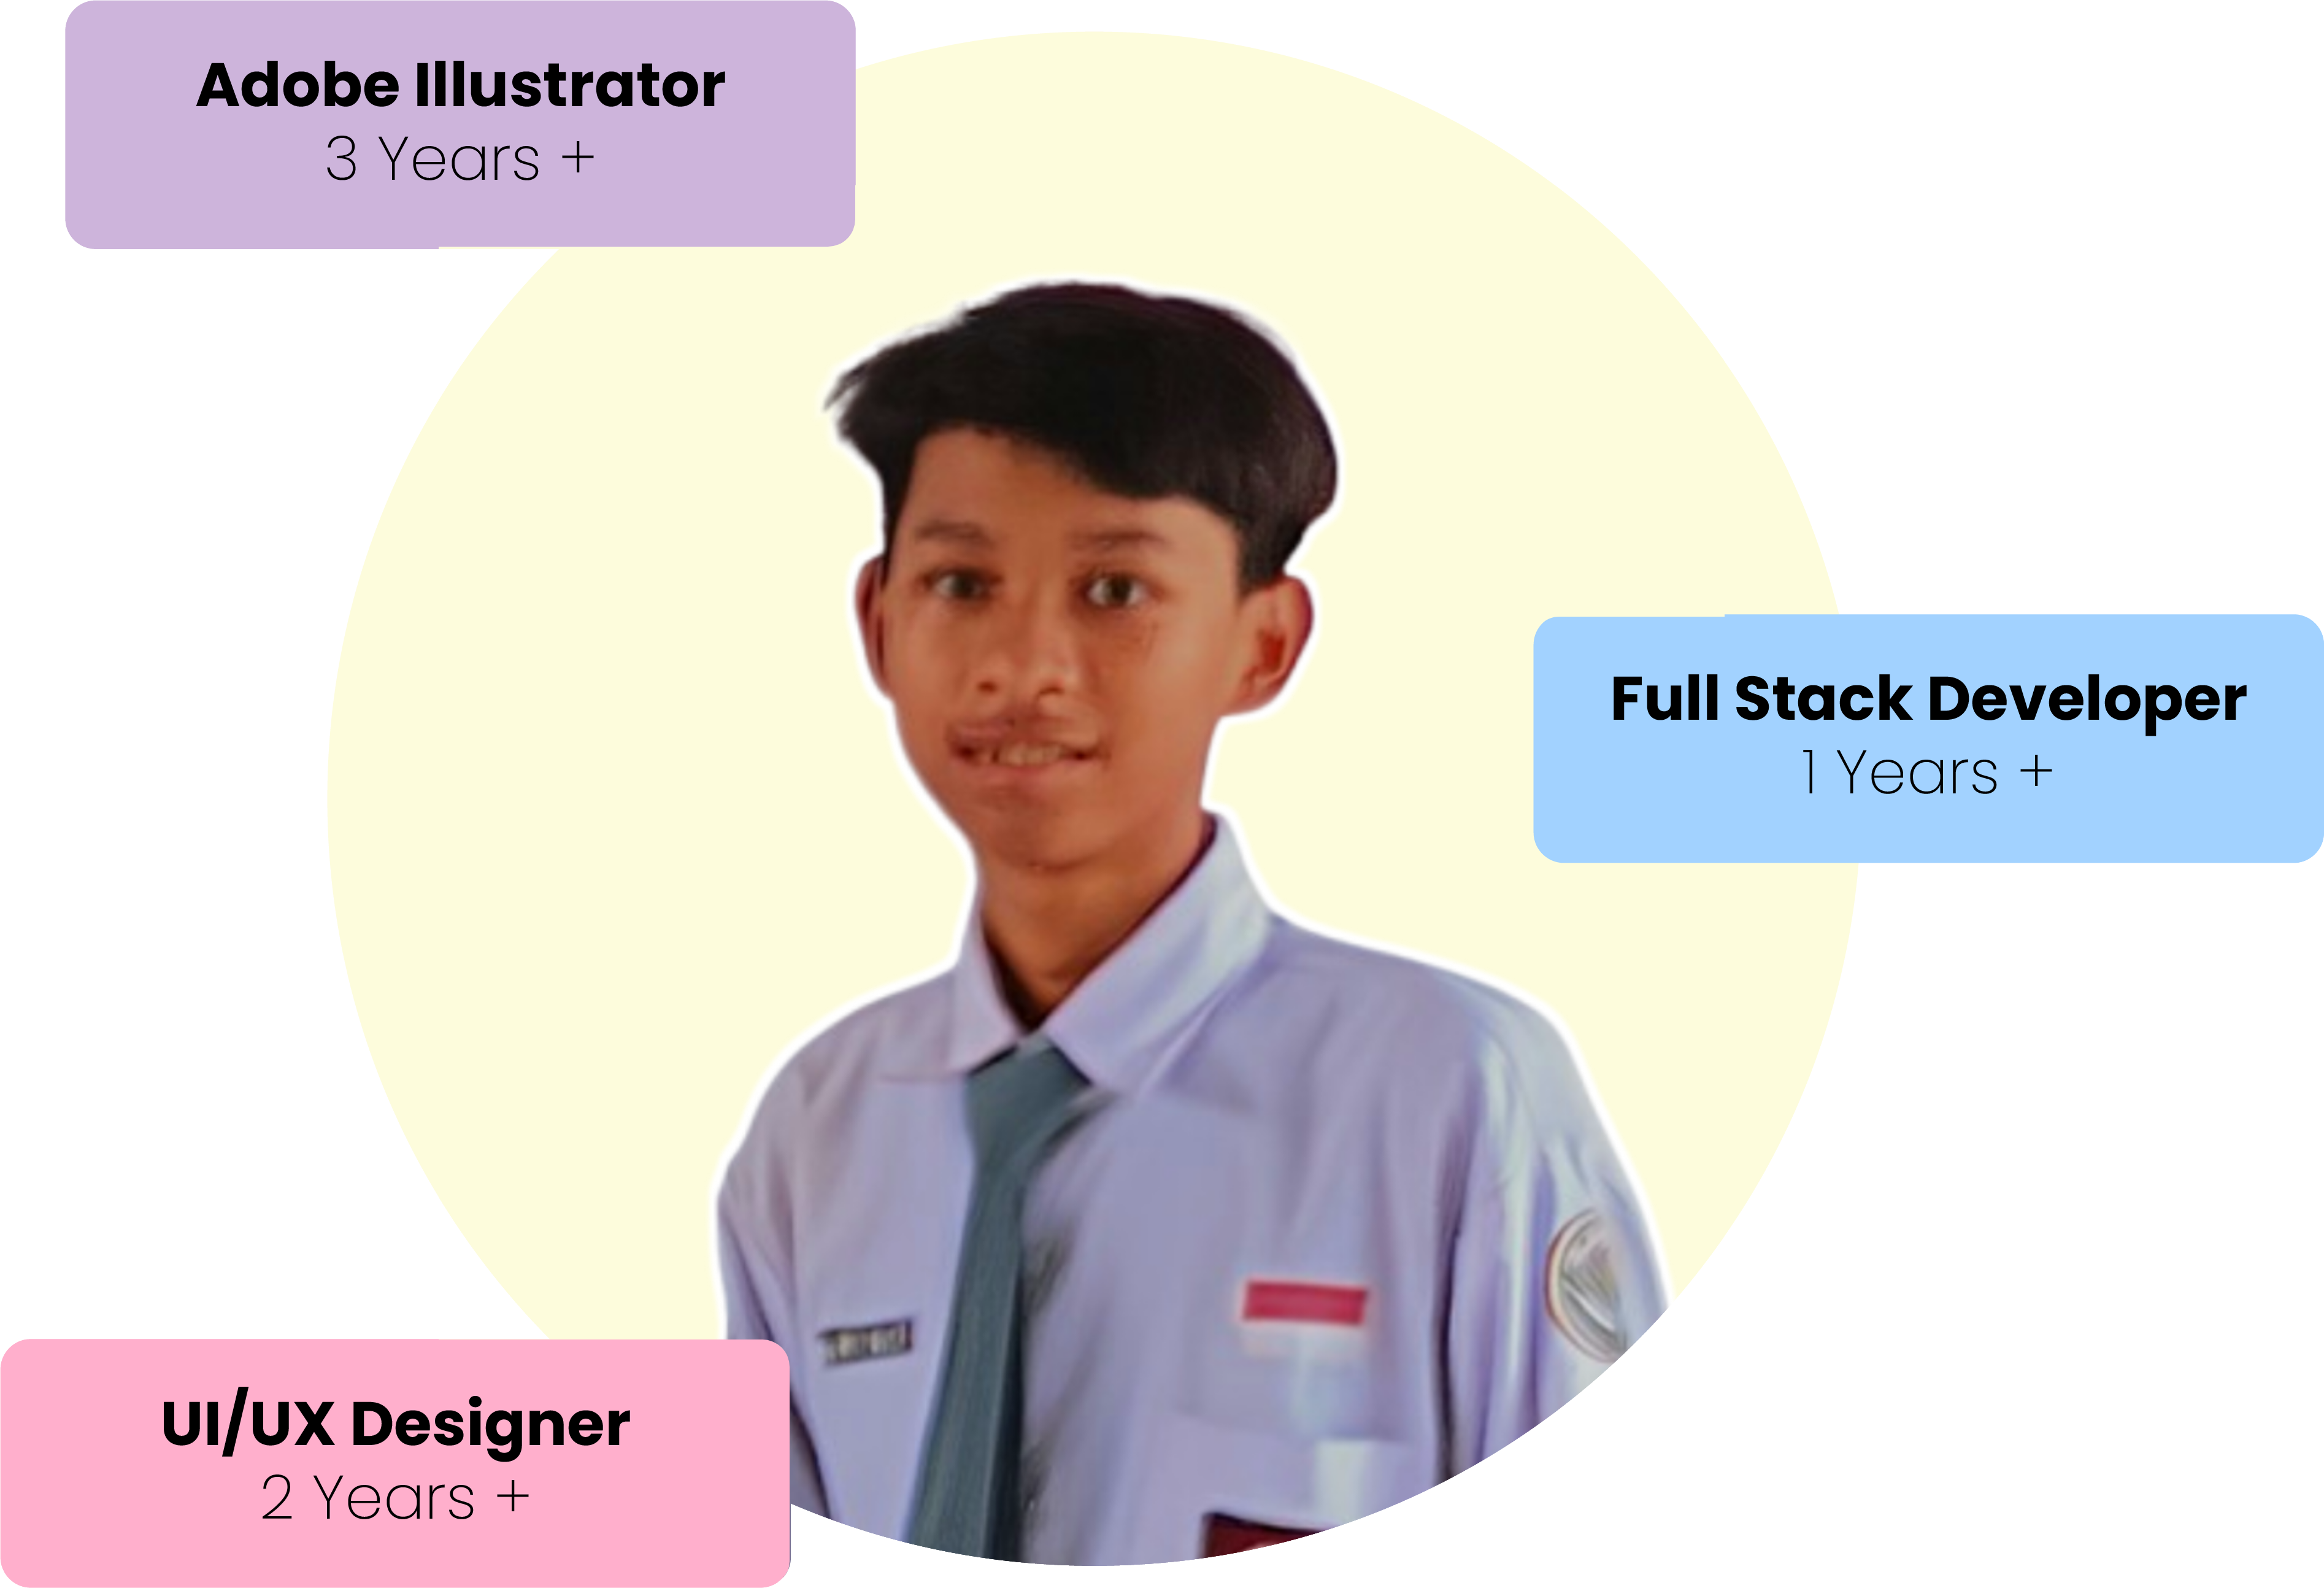 Adobe Illustrator
3 Years +
Full Stack Developer
1 Years +
UI/UX Designer
2 Years +